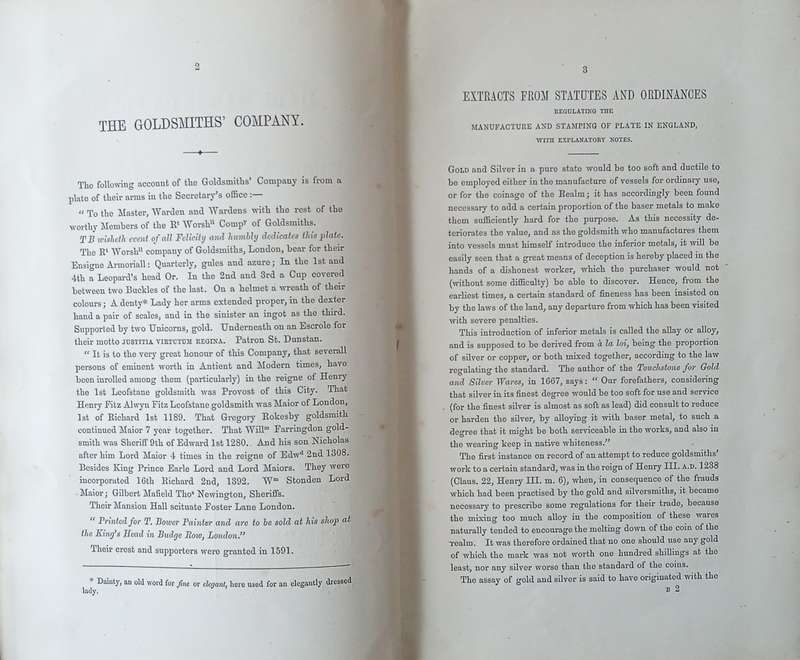 2
THE GOLDSMITHS' COMPANY.
The following account of the Goldsmiths' Company is from a
plate of their arms in the Secretary's office :—
“ To the Master, Warden and Wardens with the rest of the
worthy Members of the Rᵗ Worshˡˡ Compʸ of Goldsmiths.
T B wisheth event of all Felicity and humbly dedicates this plate.
The Rᵗ Worshˡˡ company of Goldsmiths, London, bear for their
Ensigne Armoriall: Quarterly, gules and azure; In the 1st and
4th a Leopard's head Or. In the 2nd and 3rd a Cup covered
between two Buckles of the last. On a helmet a wreath of their
colours; A denty* Lady her arms extended proper, in the dexter
hand a pair of scales, and in the sinister an ingot as the third.
Supported by two Unicorns, gold. Underneath on an Escrole for
their motto JUSTITIA VIRTUTUM REGINA. Patron St. Dunstan.
“ It is to the very great honour of this Company, that severall
persons of eminent worth in Antient and Modern times, have
been inrolled among them (particularly) in the reigne of Henry
the 1st Leofstane goldsmith was Provost of this City. That
Henry Fitz Alwyn Fitz Leofstane goldsmith was Maior of London,
1st of Richard 1st 1189. That Gregory Rokesby goldsmith
continued Maior 7 year together. That Willᵐ Farringdon gold-
smith was Sheriff 9th of Edward 1st 1280. And his son Nicholas
after him Lord Maior 4 times in the reigne of Edwᵈ 2nd 1308.
Besides King Prince Earle Lord and Lord Maiors. They were
incorporated 16th Richard 2nd, 1392. Wᵐ Stonden Lord
Maior; Gilbert Mafield Thoˢ Newington, Sheriffs.
Their Mansion Hall scituate Foster Lane London.
“ Printed for T. Bower Painter and are to be sold at his shop at
the King's Head in Budge Row, London.”
Their crest and supporters were granted in 1591.
* Dainty, an old word for fine or elegant, here used for an elegantly dressed
lady.
3
EXTRACTS FROM STATUTES AND ORDINANCES
REGULATING THE
MANUFACTURE AND STAMPING OF PLATE IN ENGLAND,
WITH EXPLANATORY NOTES.
GOLD and Silver in a pure state would be too soft and ductile to
be employed either in the manufacture of vessels for ordinary use,
or for the coinage of the Realm; it has accordingly been found
necessary to add a certain proportion of the baser metals to make
them sufficiently hard for the purpose. As this necessity de-
teriorates the value, and as the goldsmith who manufactures them
into vessels must himself introduce the inferior metals, it will be
easily seen that a great means of deception is hereby placed in the
hands of a dishonest worker, which the purchaser would not
(without some difficulty) be able to discover. Hence, from the
earliest times, a certain standard of fineness has been insisted on
by the laws of the land, any departure from which has been visited
with severe penalties.
This introduction of inferior metals is called the allay or alloy,
and is supposed to be derived from à la loi, being the proportion
of silver or copper, or both mixed together, according to the law
regulating the standard. The author of the Touchstone for Gold
and Silver Wares, in 1667, says: “ Our forefathers, considering
that silver in its finest degree would be too soft for use and service
(for the finest silver is almost as soft as lead) did consult to reduce
or harden the silver, by alloying it with baser metal, to such a
degree that it might be both serviceable in the works, and also in
the wearing keep in native whiteness.”
The first instance on record of an attempt to reduce goldsmiths'
work to a certain standard, was in the reign of Henry III. A.D. 1238
(Claus. 22, Henry III. m. 6), when, in consequence of the frauds
which had been practised by the gold and silversmiths, it became
necessary to prescribe some regulations for their trade, because
the mixing too much alloy in the composition of these wares
naturally tended to encourage the melting down of the coin of the
realm. It was therefore ordained that no one should use any gold
of which the mark was not worth one hundred shillings at the
least, nor any silver worse than the standard of the coins.
The assay of gold and silver is said to have originated with the
B 2